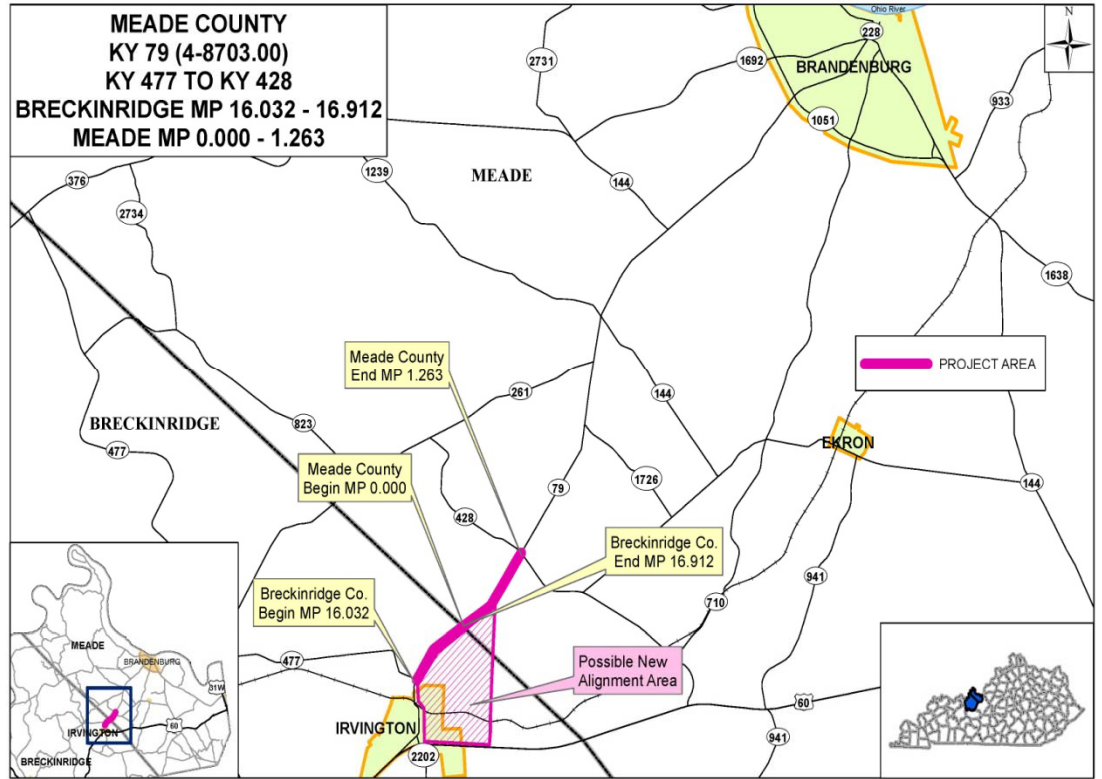 MEADE COUNTY
KY 79 (4-8703.00)
KY 477 TO KY 428
BRECKINRIDGE MP 16.032 - 16.912
MEADE MP 0.000 - 1.263
Ohio River
N
228
2731
1692
BRANDENBURG
933
1051
1239
MEADE
144
376
2734
1638
Meade County
End MP 1.263
PROJECT AREA
261
144
BRECKINRIDGE
823
EKRON
477
Meade County
Begin MP 0.000
1726
79
144
428
Breckinridge Co.
End MP 16.912
941
Breckinridge Co.
Begin MP 16.032
710
477
Possible New
Alignment Area
60
IRVINGTON
941
2202
MEADE
BRANDENBURG
31W
60
IRVINGTON
BRECKINRIDGE